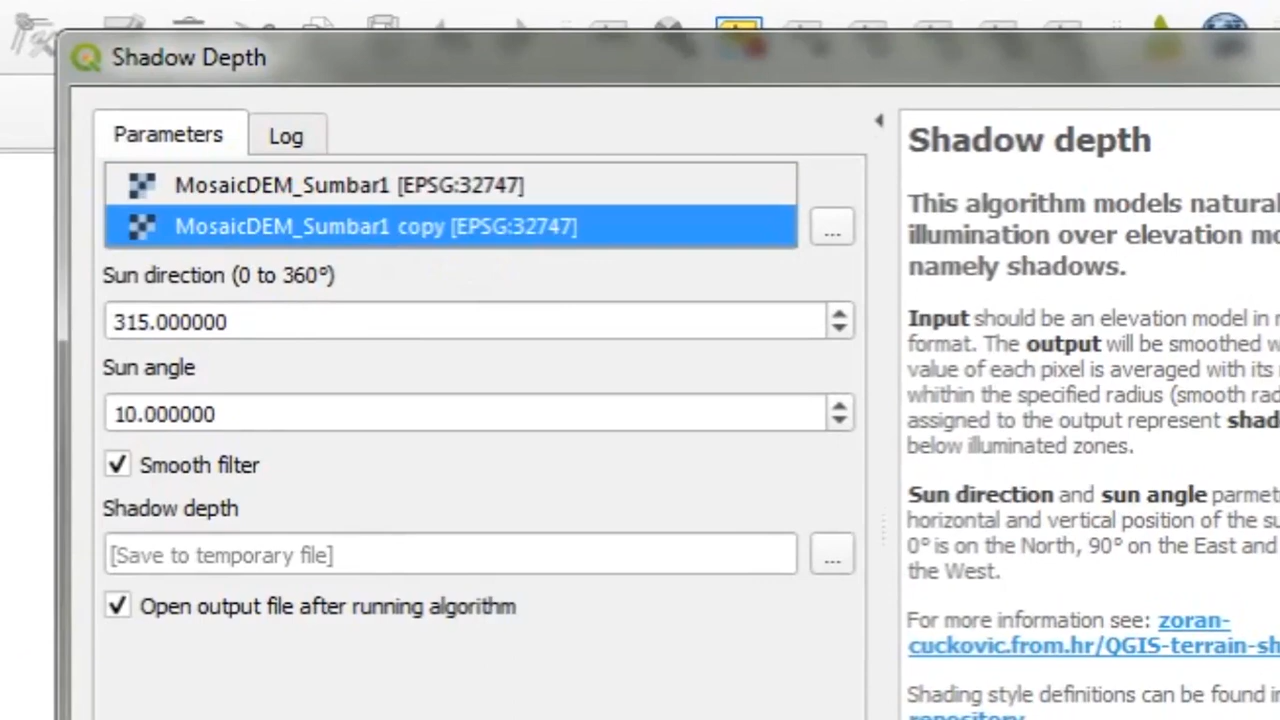 Shadow Depth
Parameters
Log
MosaicDEM_Sumbar1 [EPSG:32747]
MosaicDEM_Sumbar1 copy [EPSG:32747]
...
Sun direction (0 to 360°)
315.000000
Sun angle
10.000000
Smooth filter
Shadow depth
[Save to temporary file]
...
Open output file after running algorithm
Shadow depth
This algorithm models natural
illumination over elevation
namely shadows.
Input should be an elevation model in
format. The output will be smoothed
value of each pixel is averaged with its
whithin the specified radius (smooth
assigned to the output represent
below illuminated zones.
Sun direction and sun angle
horizontal and vertical position of the
0° is on the North, 90° on the East and
the West.
For more information see: zoran-
cuckovic.from.hr/QGIS-terrain-
Shading style definitions can be found
repository